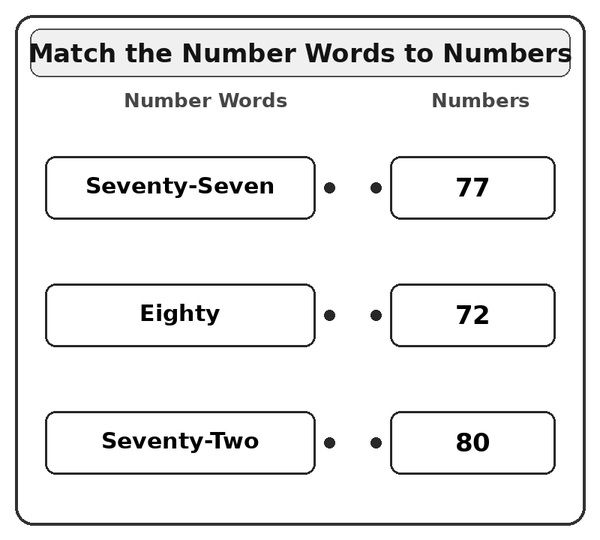 Match the Number Words to Numbers
Number Words Numbers
Seventy-Seven 77
Eighty 72
Seventy-Two 80